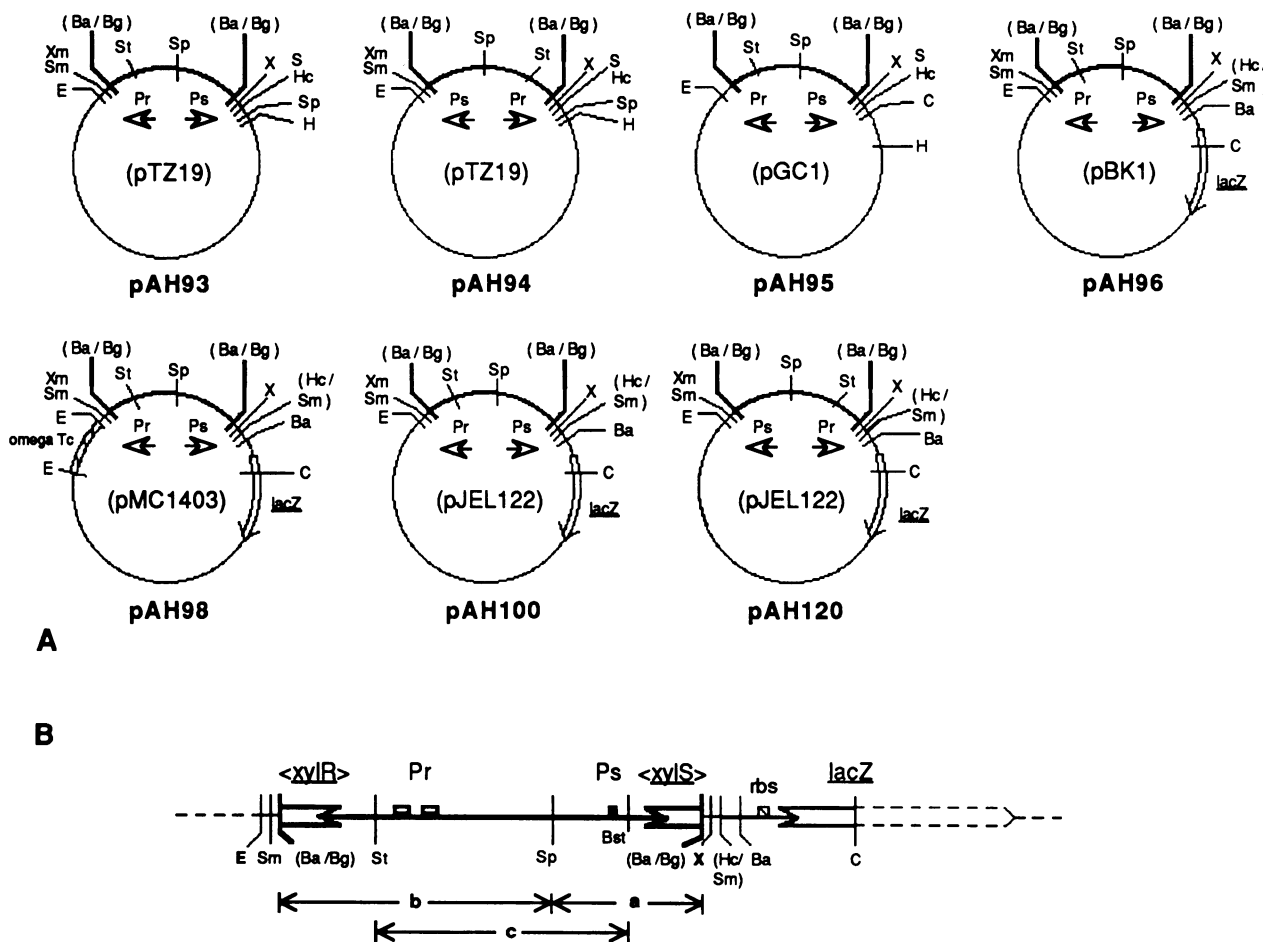 (Ba/Bg) (Ba/Bg)
Xm St Sp X S
Sm Hc
E Pr Ps Sp
H
(pTZ19)
pAH93
(Ba/Bg) (Ba/Bg)
Xm Sp St X S
Sm Hc
E Ps Pr Sp
H
(pTZ19)
pAH94
(Ba/Bg) (Ba/Bg)
St Sp X S
Hc
E Pr Ps C
H
(pGC1)
pAH95
(Ba/Bg) (Ba/Bg)
Xm St Sp X (Hc/
Sm Sm
E Pr Ps Ba
C
(pBK1) lacZ
pAH96
(Ba/Bg) (Ba/Bg)
Xm St Sp X (Hc/
Sm Sm)
E Pr Ps Ba
omega Tc
E C
(pMC1403) lacZ
pAH98
(Ba/Bg) (Ba/Bg)
Xm St Sp X (Hc/
Sm Sm)
E Pr Ps Ba
C
(pJEL122) lacZ
pAH100
(Ba/Bg) (Ba/Bg)
Xm Sp St X (Hc/
Sm Sm)
E Ps Pr Ba
C
(pJEL122) lacZ
pAH120
A
B
<xylR> Pr Ps <xylS> rbs lacZ
Bst
E Sm (Ba/Bg) St Sp (Ba/Bg) X (Hc/ Ba C
Sm)
b a
c